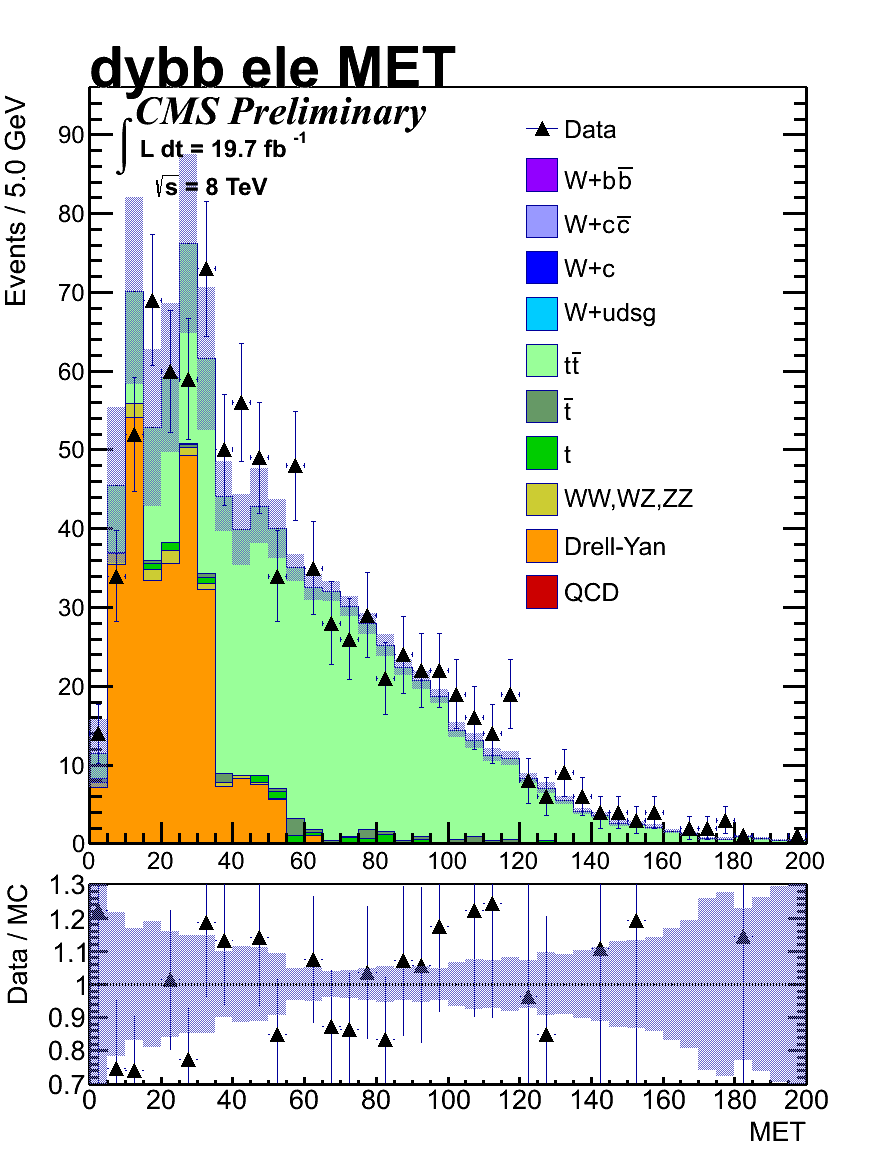 dybb ele MET
CMS Preliminary
∫ L dt = 19.7 fb -1
√s = 8 TeV
Events / 5.0 GeV
90
80
70
60
50
40
30
20
10
0
Data
W+bb̅
W+cc̅
W+c
W+udsg
tt̅
t̅
t
WW,WZ,ZZ
Drell-Yan
QCD
0 20 40 60 80 100 120 140 160 180 200
Data / MC
1.3
1.2
1.1
1
0.9
0.8
0.7
0 20 40 60 80 100 120 140 160 180 200
MET